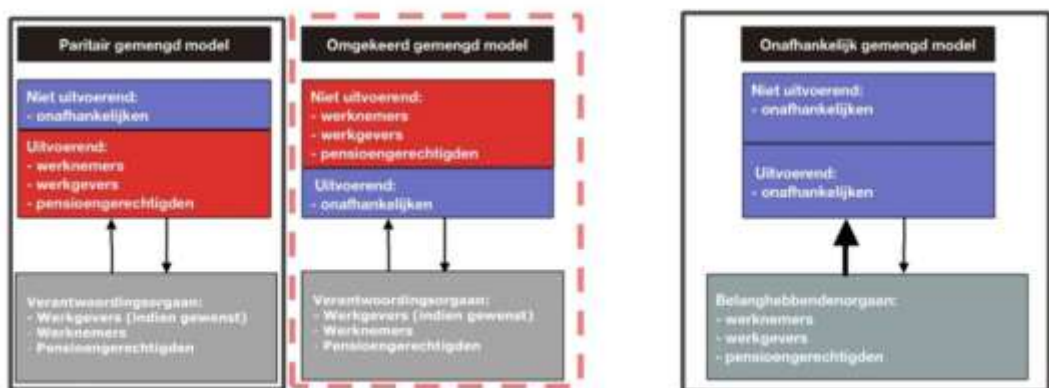 Paritair gemengd model
Niet uitvoerend:
- onafhankelijken
Uitvoerend:
- werknemers
- werkgevers
- pensioengerechtigden
Verantwoordingsorgaan:
- Werkgevers (indien gewenst)
- Werknemers
- Pensioengerechtigden
Omgekeerd gemengd model
Niet uitvoerend:
- werknemers
- werkgevers
- pensioengerechtigden
Uitvoerend:
- onafhankelijken
Verantwoordingsorgaan:
- Werkgevers (indien gewenst)
- Werknemers
- Pensioengerechtigden
Onafhankelijk gemengd model
Niet uitvoerend:
- onafhankelijken
Uitvoerend:
- onafhankelijken
Belanghebbendenorgaan:
- werknemers
- werkgevers
- pensioengerechtigden